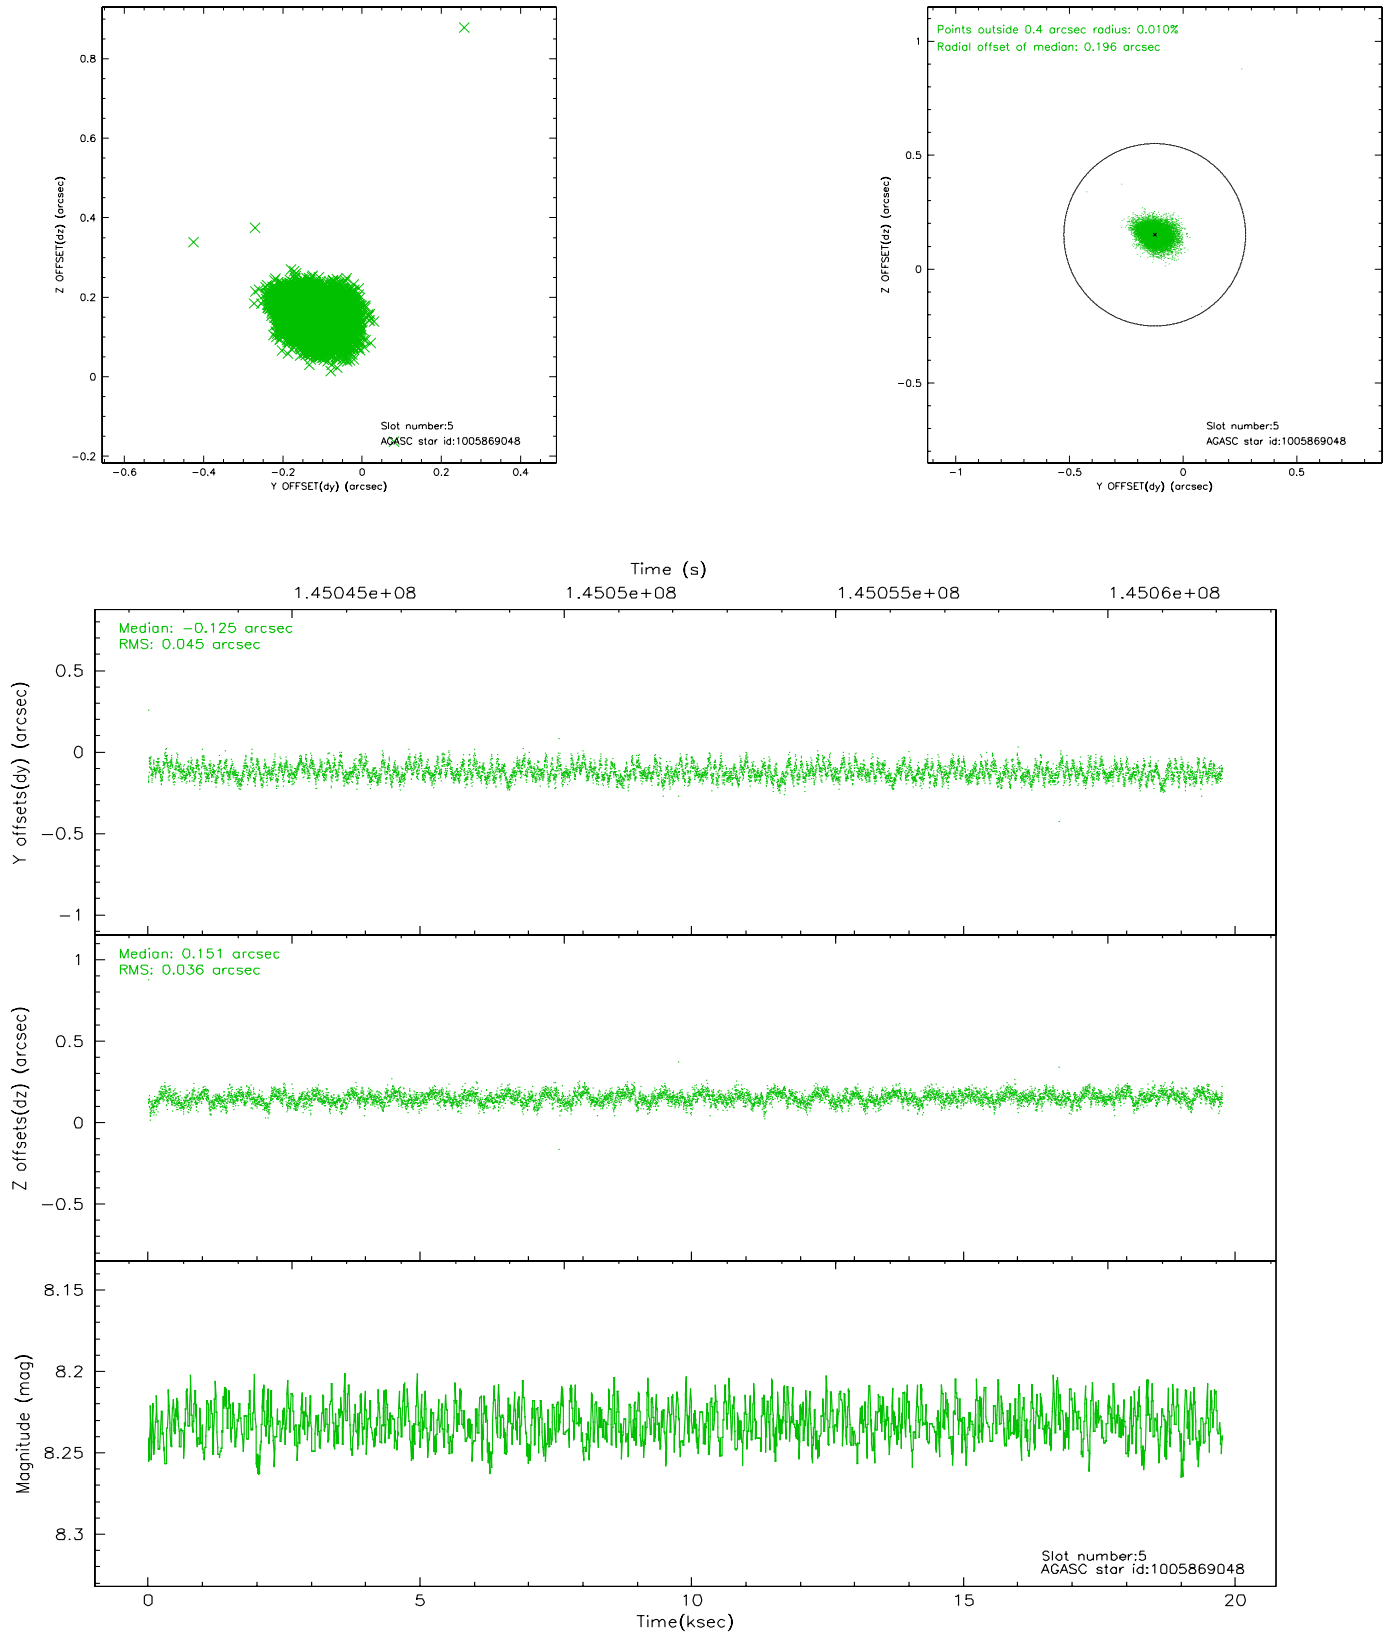 0.8
0.6
0.4
0.2
0
−0.2
−0.6 −0.4 −0.2 0 0.2 0.4
Z OFFSET(dz) (arcsec)
Y OFFSET(dy) (arcsec)
Slot number:5
AGASC star id:1005869048
Points outside 0.4 arcsec radius: 0.010%
Radial offset of median: 0.196 arcsec
1
0.5
0
−0.5
−1 −0.5 0 0.5
Z OFFSET(dz) (arcsec)
Y OFFSET(dy) (arcsec)
Slot number:5
AGASC star id:1005869048
Time (s)
1.45045e+08 1.4505e+08 1.45055e+08 1.4506e+08
Median: −0.125 arcsec
RMS: 0.045 arcsec
0.5
0
−0.5
−1
Y offsets(dy) (arcsec)
Median: 0.151 arcsec
RMS: 0.036 arcsec
1
0.5
0
−0.5
Z offsets(dz) (arcsec)
8.15
8.2
8.25
8.3
Magnitude (mag)
Slot number:5
AGASC star id:1005869048
0 5 10 15 20
Time(ksec)